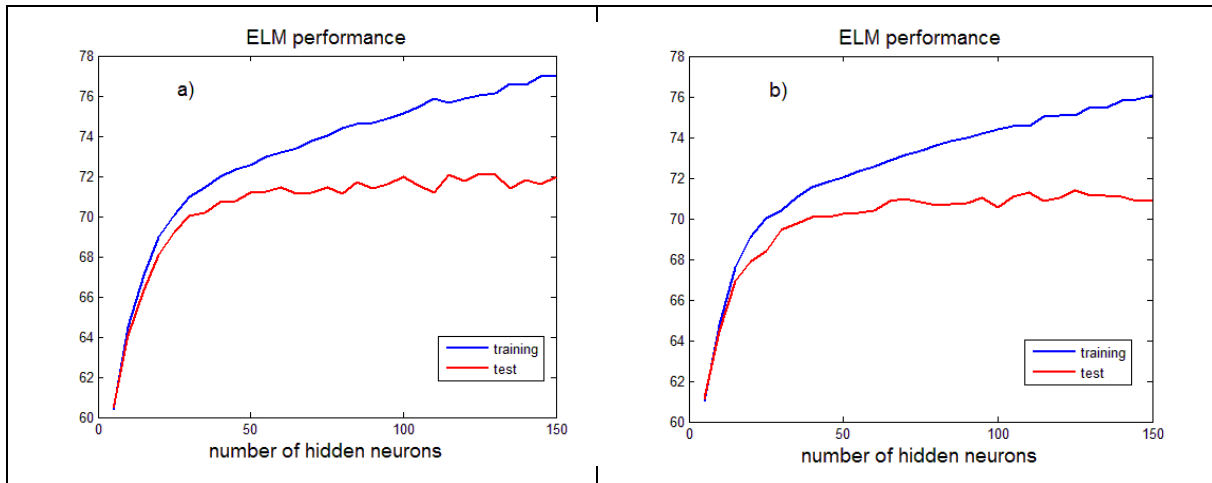 ELM performance
78
76
74
72
70
68
66
64
62
60
a)
training
test
0
50
100
150
number of hidden neurons
ELM performance
78
76
74
72
70
68
66
64
62
60
b)
training
test
0
50
100
150
number of hidden neurons